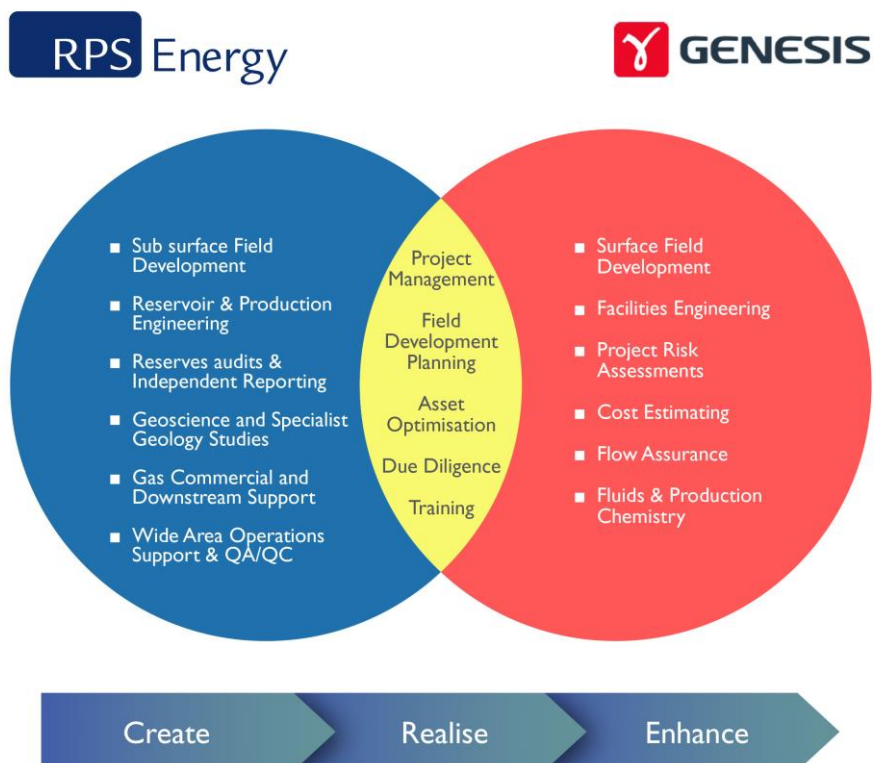 RPS Energy
GENESIS
Sub surface Field
Development
Reservoir & Production
Engineering
Reserves audits &
Independent Reporting
Geoscience and Specialist
Geology Studies
Gas Commercial and
Downstream Support
Wide Area Operations
Support & QA/QC
Project
Management
Field
Development
Planning
Asset
Optimisation
Due Diligence
Training
Surface Field
Development
Facilities Engineering
Project Risk
Assessments
Cost Estimating
Flow Assurance
Fluids & Production
Chemistry
Create
Realise
Enhance